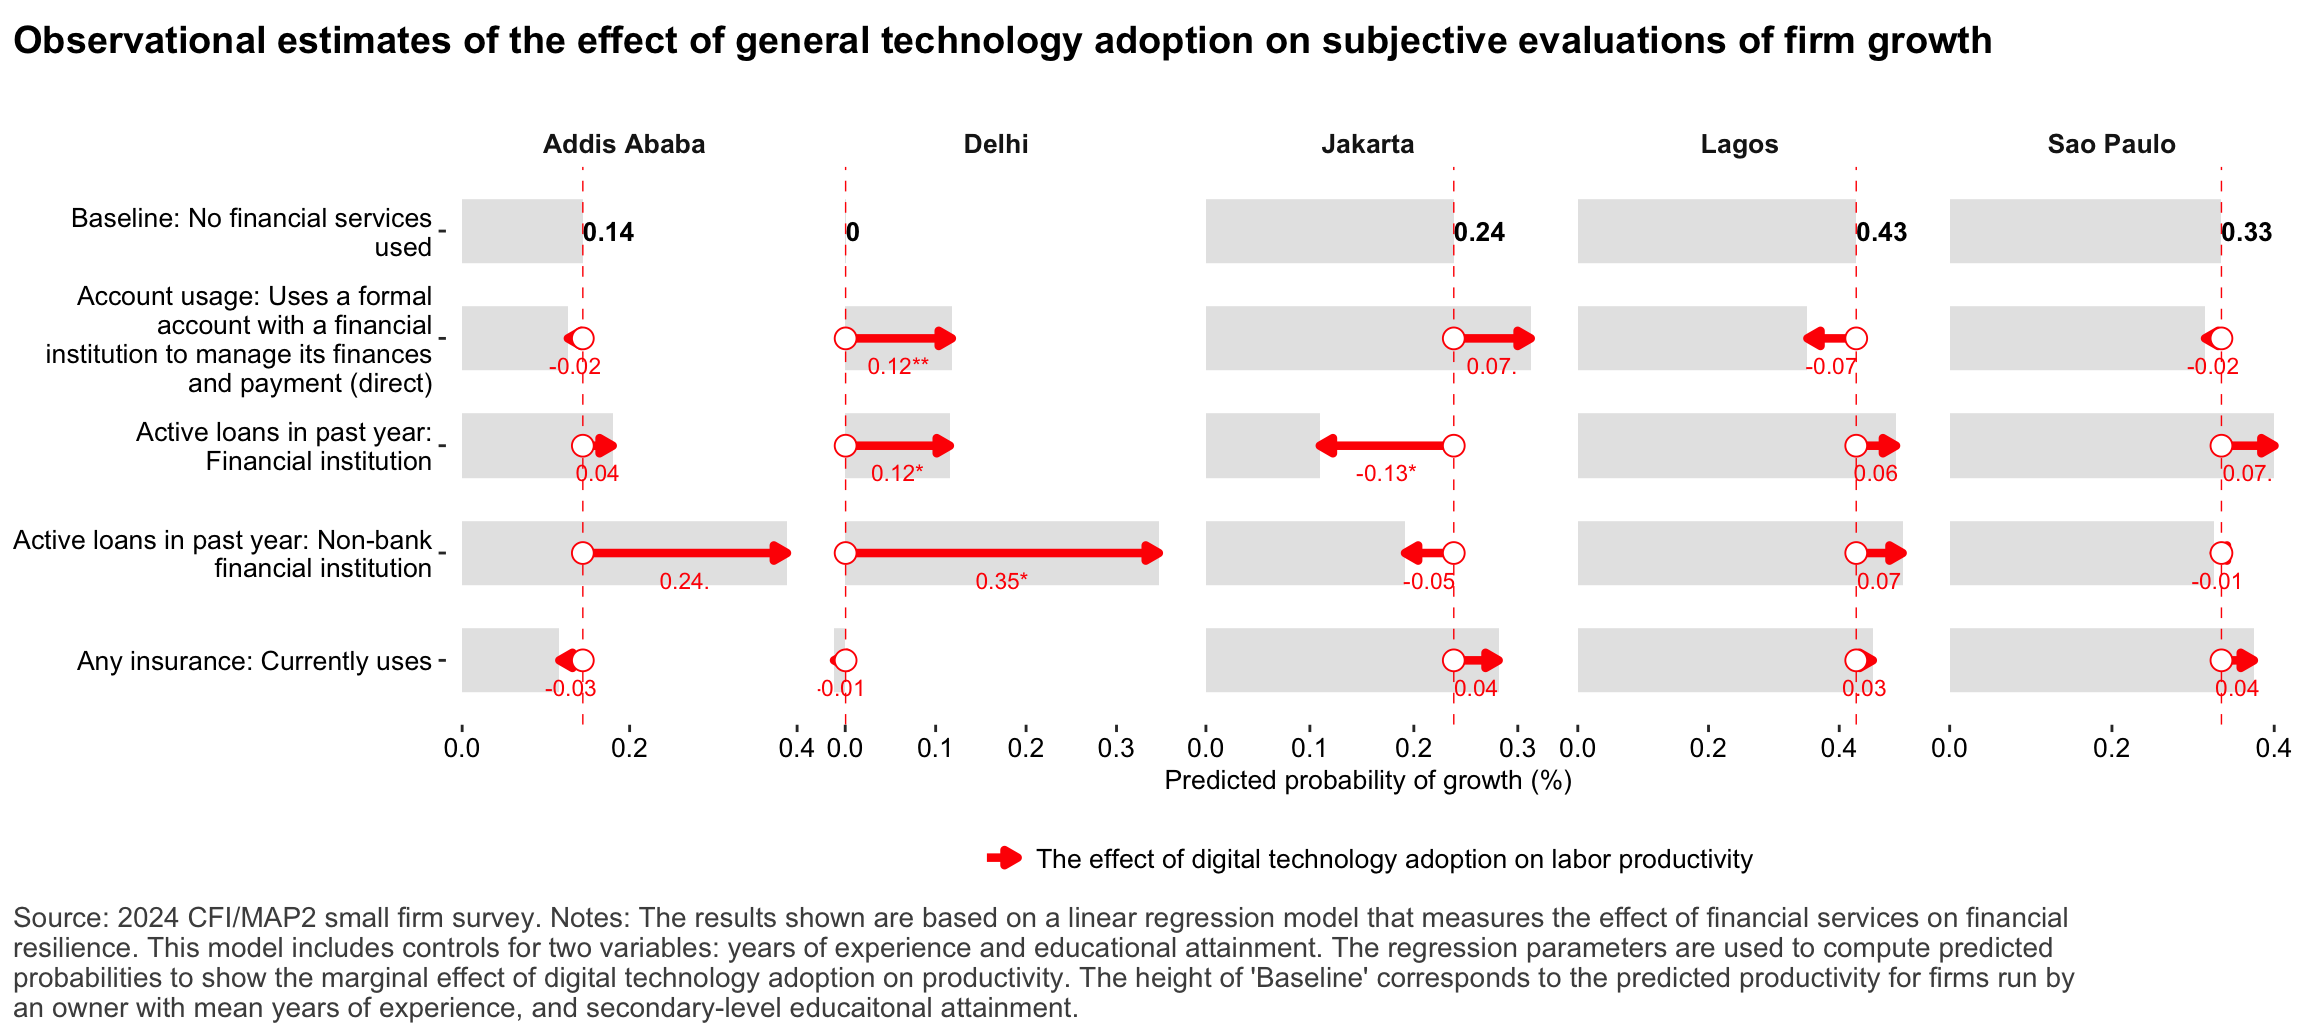 Observational estimates of the effect of general technology adoption on subjective evaluations of firm growth
Addis Ababa Delhi Jakarta Lagos Sao Paulo
Baseline: No financial services
used
0.14 0 0.24 0.43 0.33
Account usage: Uses a formal
account with a financial
institution to manage its finances
and payment (direct)
-0.02 0.12** 0.07. -0.07 -0.02
Active loans in past year:
Financial institution
0.04 0.12* -0.13* 0.06 0.07.
Active loans in past year: Non-bank
financial institution
0.24. 0.35* -0.05 0.07 -0.01
Any insurance: Currently uses
-0.03 -0.01 0.04 0.03 0.04
0.0 0.2 0.4 0.0 0.1 0.2 0.3 0.0 0.1 0.2 0.3 0.0 0.2 0.4 0.0 0.2 0.4
Predicted probability of growth (%)
The effect of digital technology adoption on labor productivity
Source: 2024 CFI/MAP2 small firm survey. Notes: The results shown are based on a linear regression model that measures the effect of financial services on financial
resilience. This model includes controls for two variables: years of experience and educational attainment. The regression parameters are used to compute predicted
probabilities to show the marginal effect of digital technology adoption on productivity. The height of 'Baseline' corresponds to the predicted productivity for firms run by
an owner with mean years of experience, and secondary-level educaitonal attainment.